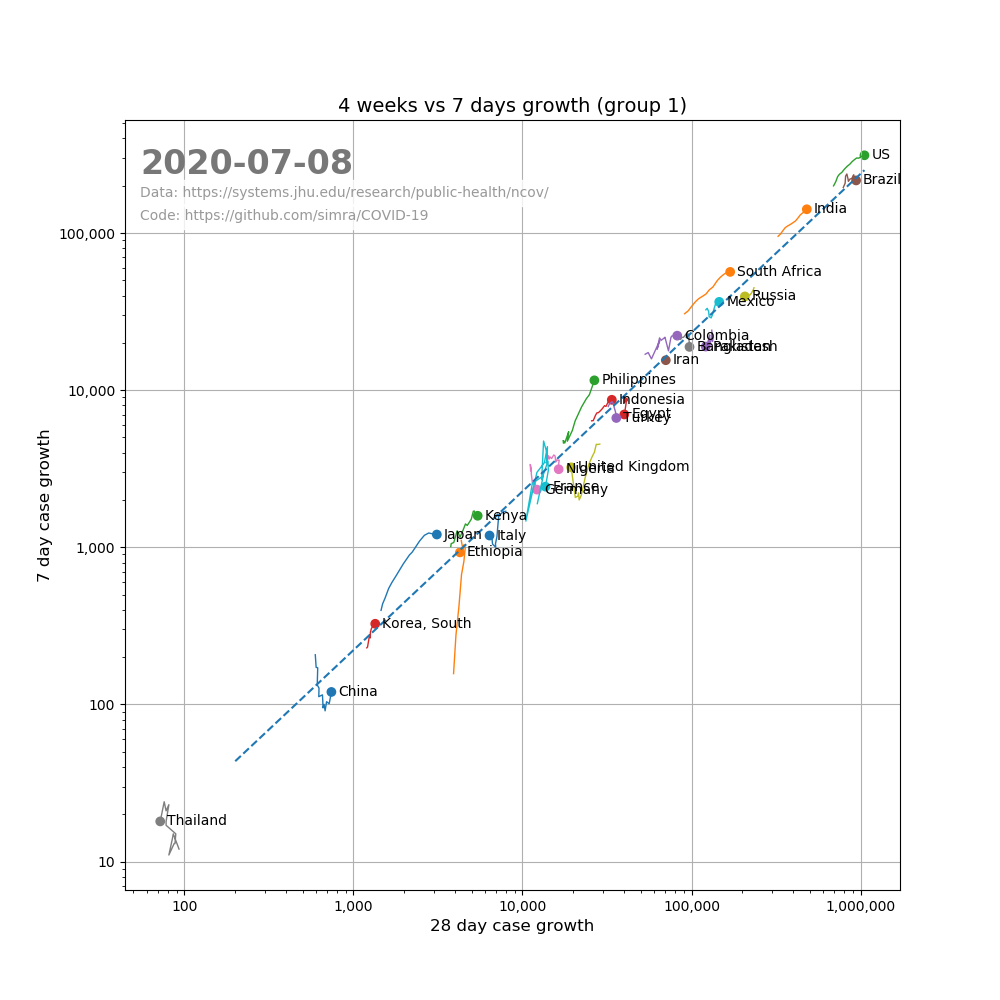 4 weeks vs 7 days growth (group 1)
2020-07-08
Data: https://systems.jhu.edu/research/public-health/ncov/
Code: https://github.com/simra/COVID-19
US
Brazil
India
South Africa
Russia
Mexico
Colombia
Bangladesh
Pakistan
Iran
Philippines
Indonesia
Egypt
Turkey
United Kingdom
Nigeria
France
Germany
Kenya
Japan
Italy
Ethiopia
Korea, South
China
Thailand
100,000
10,000
1,000
100
10
7 day case growth
100
1,000
10,000
100,000
1,000,000
28 day case growth